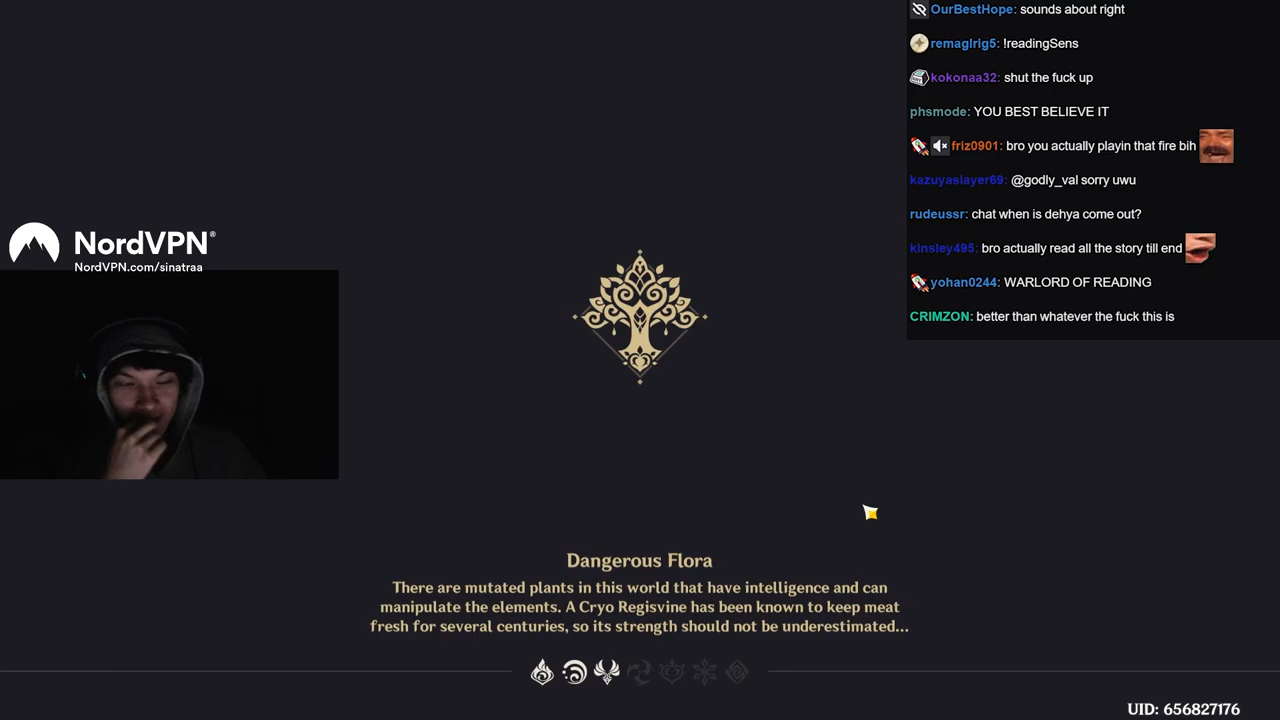 OurBestHope: sounds about right
remaglrig5: !readingSens
kokonaa32: shut the fuck up
phsmode: YOU BEST BELIEVE IT
friz0901: bro you actually playin that fire bih
kazuyaslayer69: @godly_val sorry uwu
rudeussr: chat when is dehya come out?
kinsley495: bro actually read all the story till end
yohan0244: WARLORD OF READING
CRIMZON: better than whatever the fuck this is
NordVPN®
NordVPN.com/sinatraa
Dangerous Flora
There are mutated plants in this world that have intelligence and can
manipulate the elements. A Cryo Regisvine has been known to keep meat
fresh for several centuries, so its strength should not be underestimated...
UID: 656827176